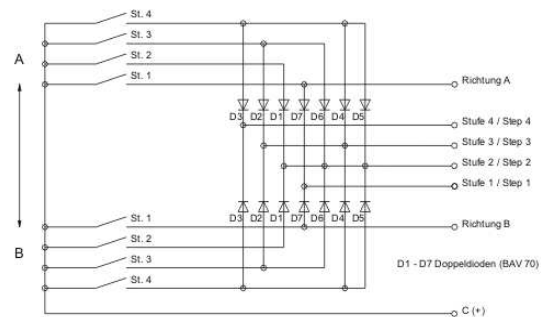 St. 4
St. 3
A
St. 2
St. 1
Richtung A
D3 D2 D1 D7 D6 D4 D5
Stufe 4 / Step 4
Stufe 3 / Step 3
Stufe 2 / Step 2
Stufe 1 / Step 1
D3 D2 D1 D7 D6 D4 D5
St. 1
Richtung B
St. 2
B
St. 3
D1 - D7 Doppeldioden (BAV 70)
St. 4
C (+)